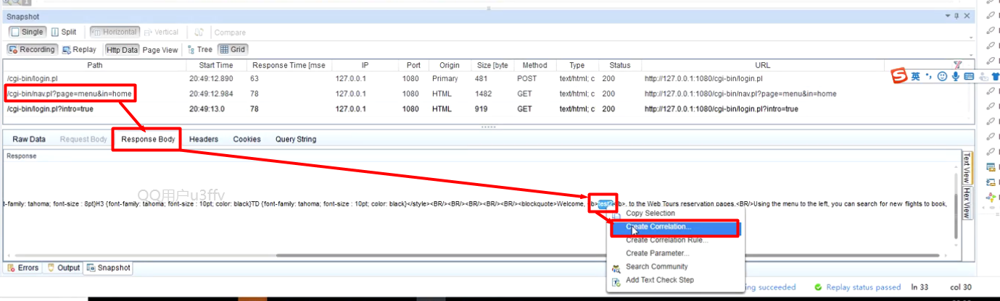 Snapshot
Single Split Horizontal Vertical Compare
Recording Replay Http Data Page View Tree Grid
Path Start Time Response Time [mse IP Port Origin Size [byte Method Type Status URL
/cgi-bin/login.pl 20:49:12.890 63 127.0.0.1 1080 Primary 481 POST text/html; c 200 http://127.0.0.1:1080/cgi-bin/login.pl
/cgi-bin/nav.pl?page=menu&in=home 20:49:12.984 78 127.0.0.1 1080 HTML 1482 GET text/html; c 200 http://127.0.0.1:1080/cgi-bin/nav.pl?page=menu&in=home
/cgi-bin/login.pl?intro=true 20:49:13.0 78 127.0.0.1 1080 HTML 919 GET text/html; c 200 http://127.0.0.1:1080/cgi-bin/login.pl?intro=true
英
Raw Data Request Body Response Body Headers Cookies Query String
Response
Text View
Hex View
QQ用户u3ffv
t-family: tahoma; font-size : 8pt}H3 {font-family: tahoma; font-size : 10pt; color: black}TD {font-family: tahoma; font-size : 10pt; color: black}</style><BR/><BR/><BR/><BR/><BR/><blockquote>Welcome, <b> <b>, to the Web Tours reservation pages.<BR/>Using the menu to the left, you can search for new flights to book,
Copy Selection
Create Correlation...
Create Correlation Rule...
Create Parameter...
Search Community
Add Text Check Step
Errors Output Snapshot
succeeded Replay status passed ln 33 col 30